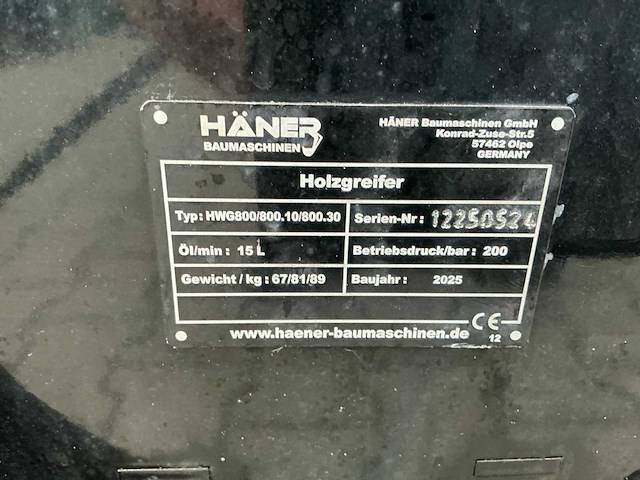 HÄNER
BAUMASCHINEN
HÄNER Baumaschinen GmbH
Konrad-Zuse-Str.5
57462 Olpe
GERMANY
Holzgreifer
Typ: HWG800/800.10/800.30
Serien-Nr: 12250524
Öl/min: 15 L
Betriebsdruck/bar: 200
Gewicht / kg: 67/81/89
Baujahr: 2025
www.haener-baumaschinen.de
CE
12